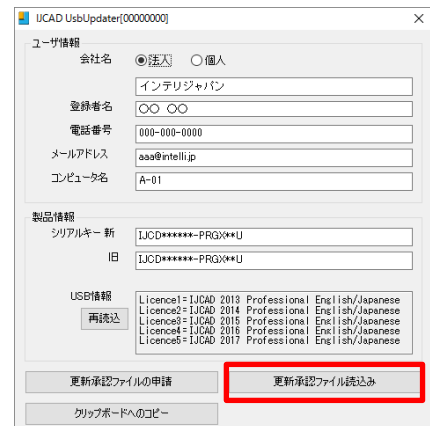 IJCAD UsbUpdater[00000000]
ユーザ情報
会社名 法人 個人
インテリジャパン
登録者名 〇〇 〇〇
電話番号 000-000-0000
メールアドレス aaa@intelli.jp
コンピュータ名 A-01
製品情報
シリアルキー 新 IJCD******-PRGX**U
旧 IJCD******-PRGX**U
USB情報
再読込
Licence1=IJCAD 2013 Professional English/Japanese
Licence2=IJCAD 2014 Professional English/Japanese
Licence3=IJCAD 2015 Professional English/Japanese
Licence4=IJCAD 2016 Professional English/Japanese
Licence5=IJCAD 2017 Professional English/Japanese
更新承認ファイルの申請 更新承認ファイル読込み
クリップボードへのコピー